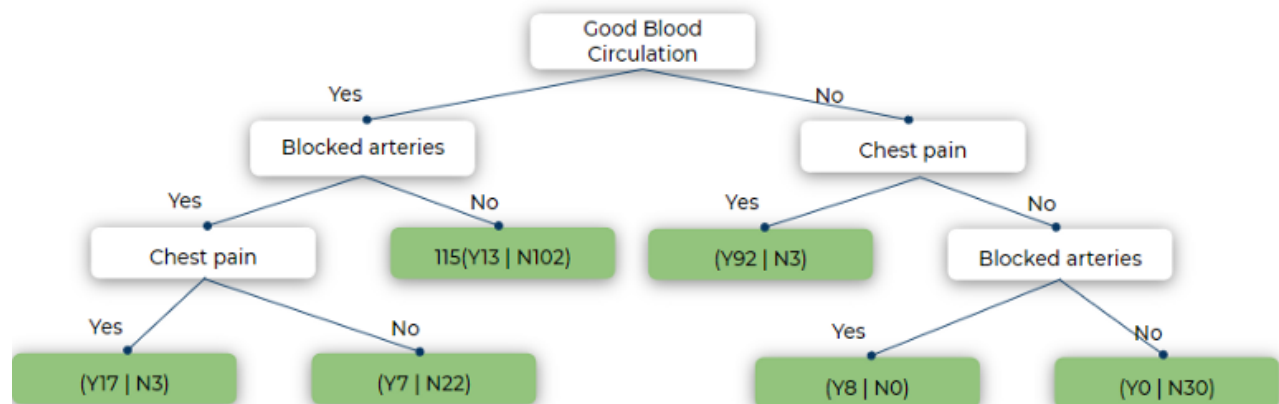 Good Blood
Circulation
Yes
No
Blocked arteries
Chest pain
Yes
No
Yes
No
Chest pain
115(Y13 | N102)
(Y92 | N3)
Blocked arteries
Yes
No
Yes
No
(Y17 | N3)
(Y7 | N22)
(Y8 | N0)
(Y0 | N30)